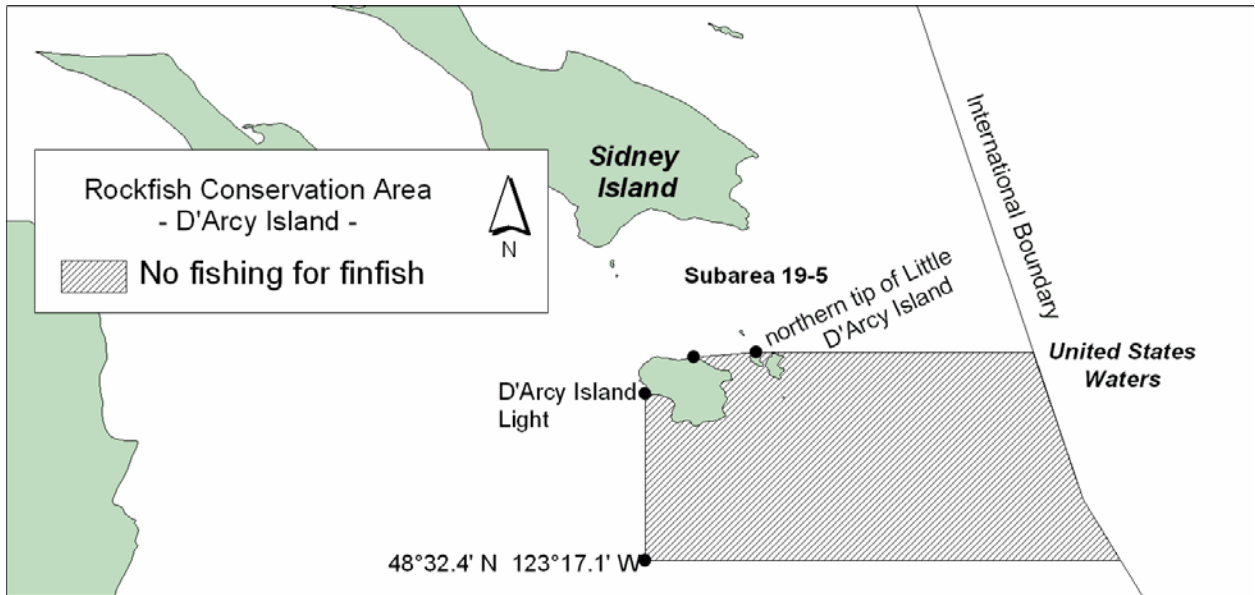 Sidney
Island
Rockfish Conservation Area
- D'Arcy Island -
N
No fishing for finfish
International Boundary
Subarea 19-5
northern tip of Little
D'Arcy Island
United States
Waters
D'Arcy Island
Light
48°32.4' N 123°17.1' W